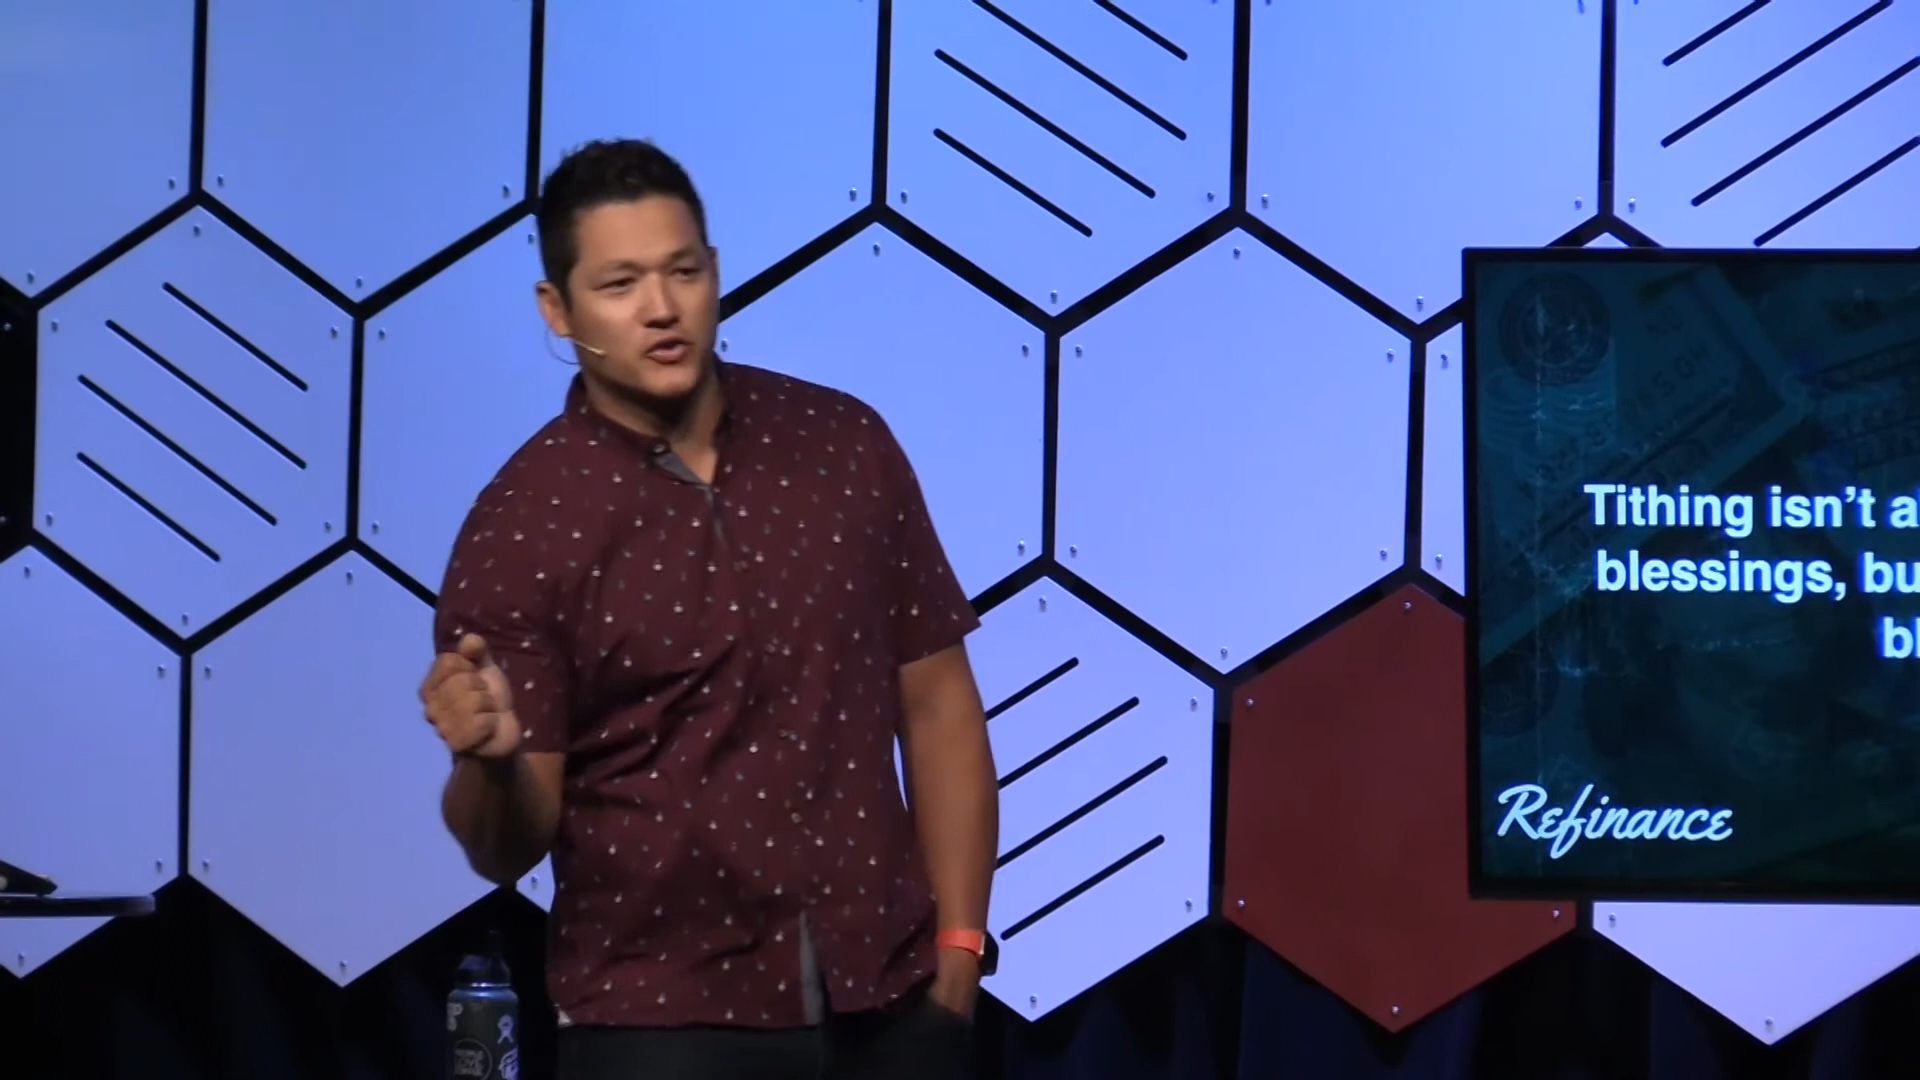 Tithing isn’t a
blessings, bu
bl
Refinance